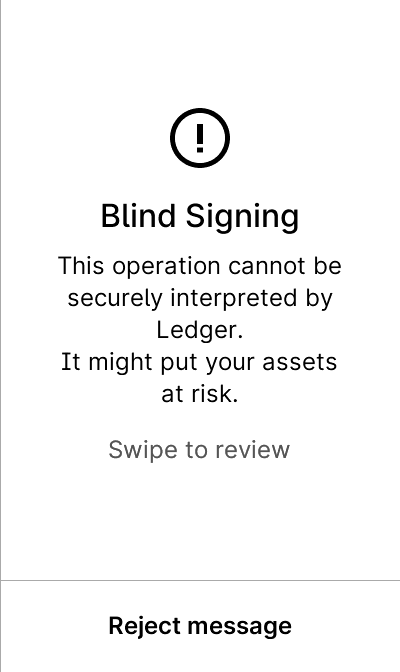 Blind Signing
This operation cannot be
securely interpreted by
Ledger.
It might put your assets
at risk.
Swipe to review
Reject message